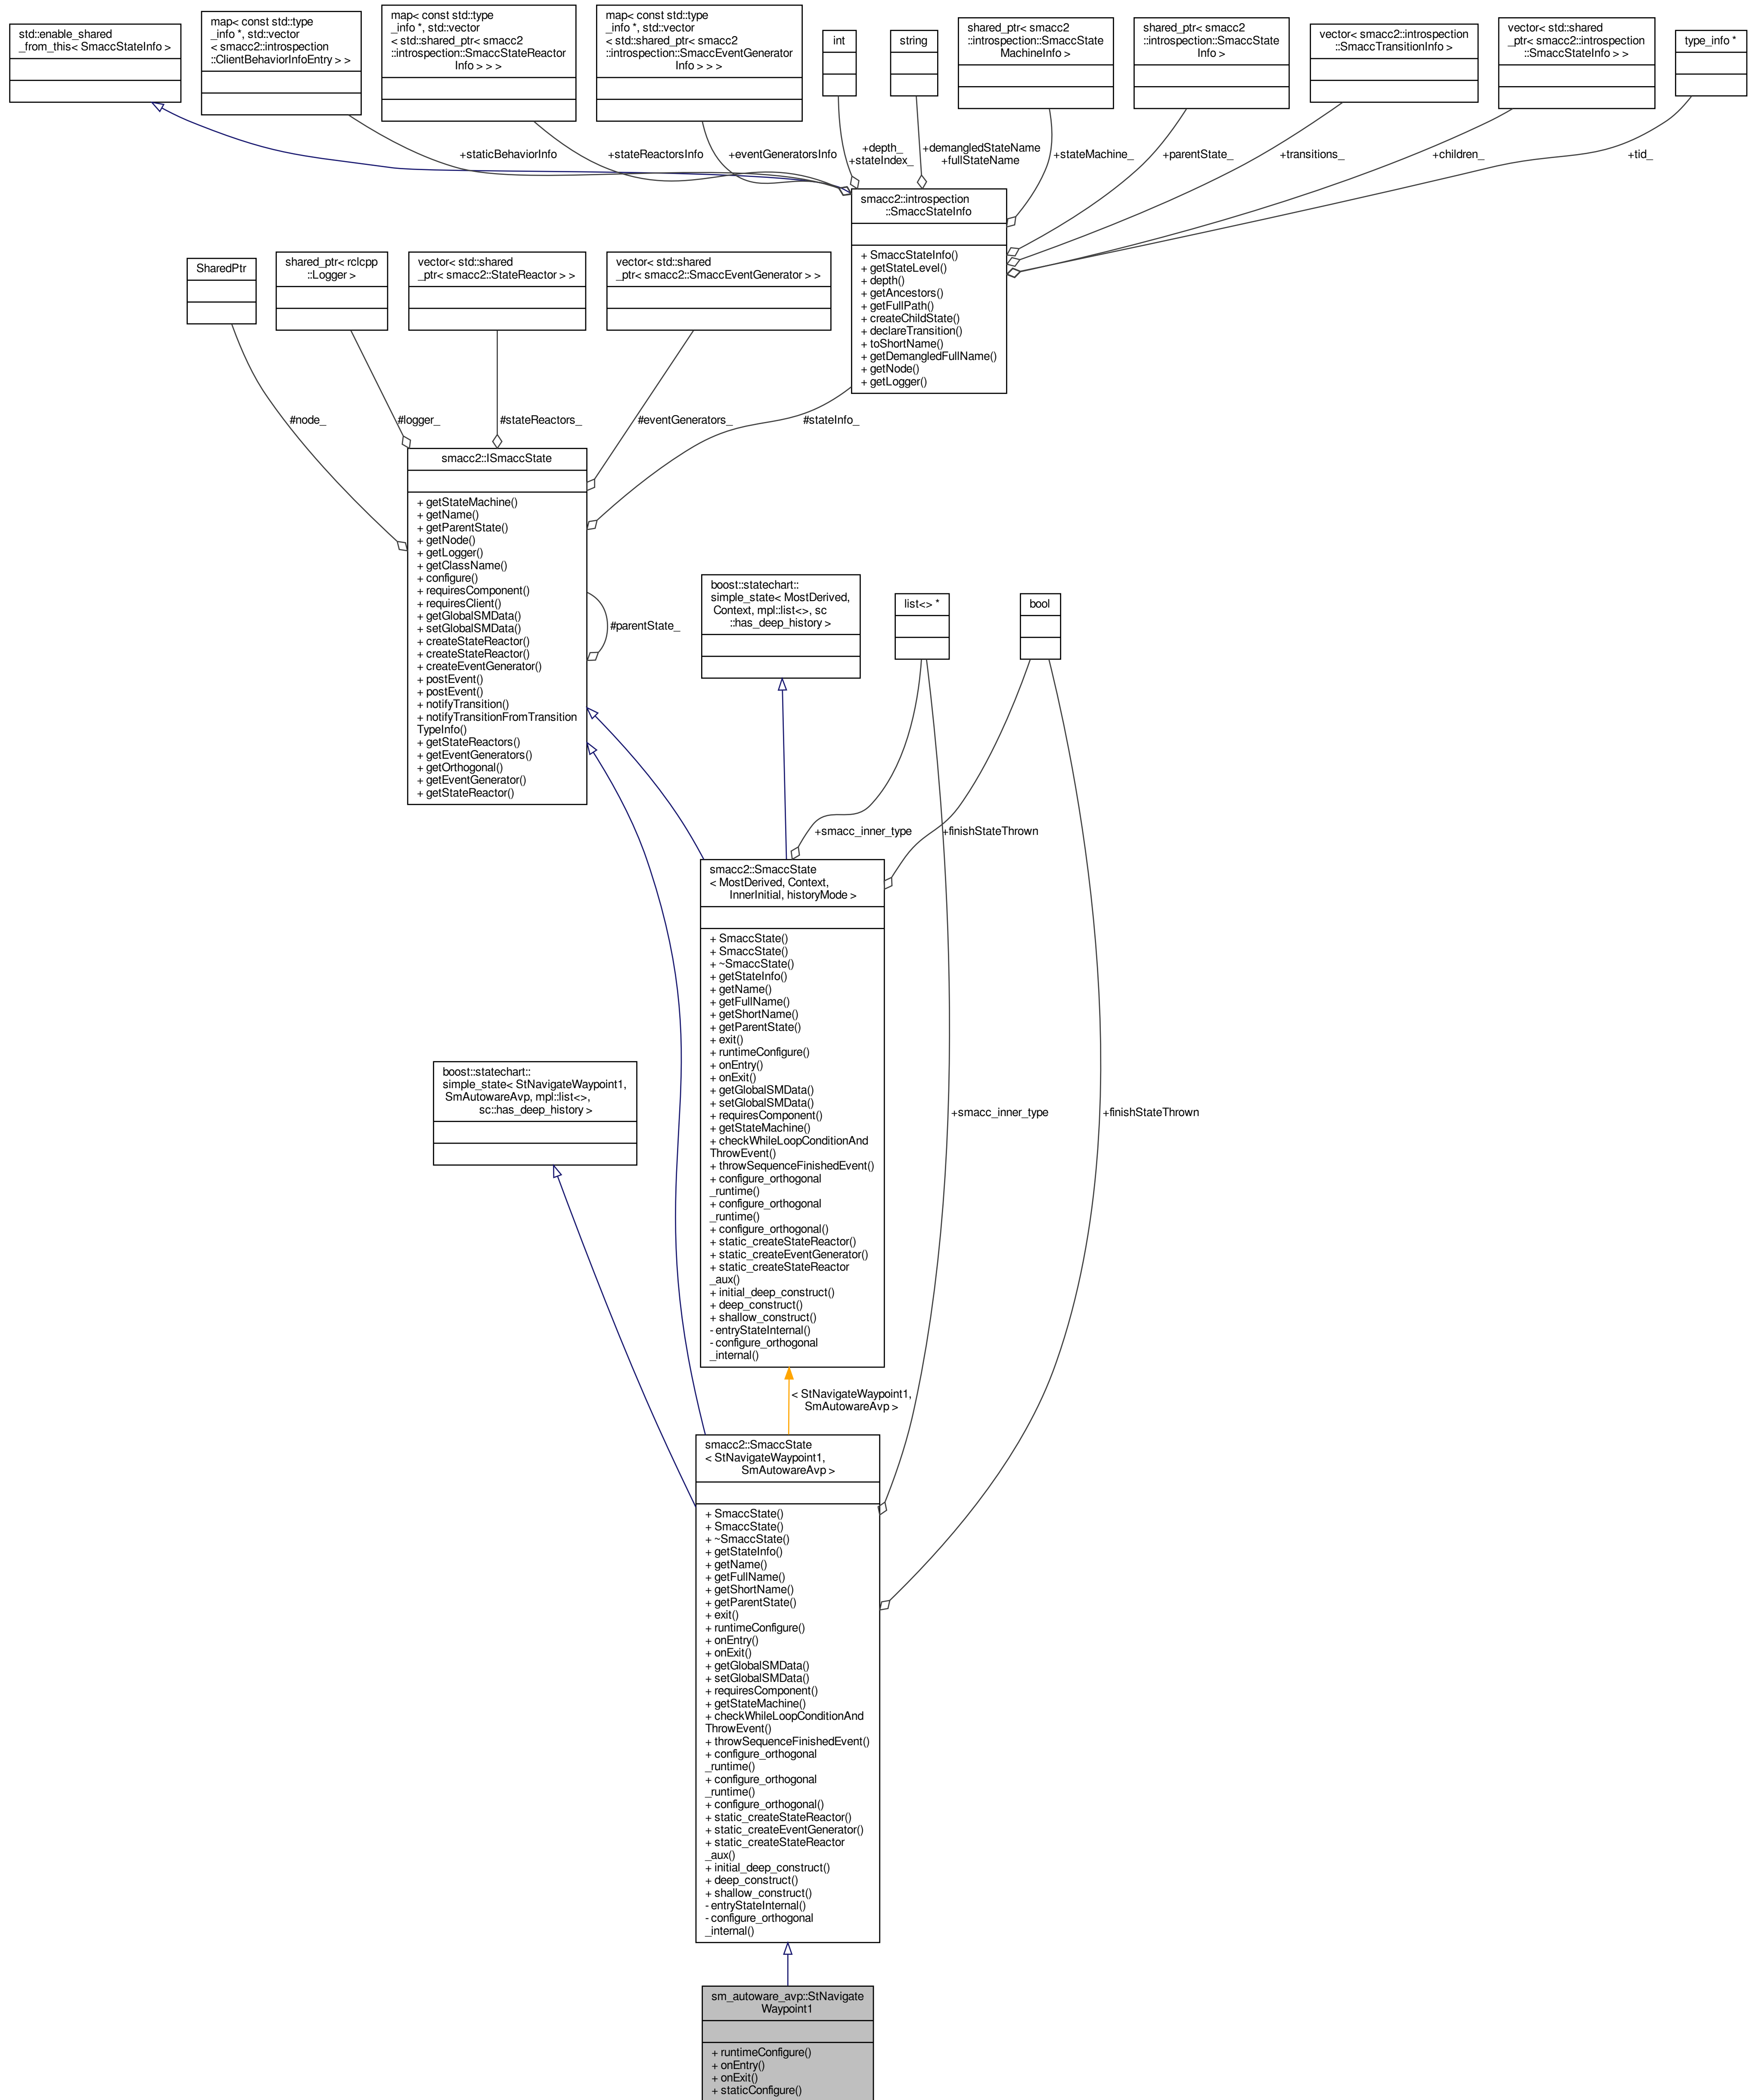 std::enable_shared
_from_this< SmaccStateInfo >
map< const std::type
_info *, std::vector
< smacc2::introspection
::ClientBehaviorInfoEntry > >
map< const std::type
_info *, std::vector
< std::shared_ptr< smacc2
::introspection::SmaccStateReactor
Info > > >
map< const std::type
_info *, std::vector
< std::shared_ptr< smacc2
::introspection::SmaccEventGenerator
Info > > >
int
string
shared_ptr< smacc2
::introspection::SmaccState
MachineInfo >
shared_ptr< smacc2
::introspection::SmaccState
Info >
vector< smacc2::introspection
::SmaccTransitionInfo >
vector< std::shared
_ptr< smacc2::introspection
::SmaccStateInfo > >
type_info *
+staticBehaviorInfo
+stateReactorsInfo
+eventGeneratorsInfo
+depth_
+stateIndex_
+demangledStateName
+fullStateName
+stateMachine_
+parentState_
+transitions_
+children_
+tid_
smacc2::introspection
::SmaccStateInfo
+ SmaccStateInfo()
+ getStateLevel()
+ depth()
+ getAncestors()
+ getFullPath()
+ createChildState()
+ declareTransition()
+ toShortName()
+ getDemangledFullName()
+ getNode()
+ getLogger()
SharedPtr
shared_ptr< rclcpp
::Logger >
vector< std::shared
_ptr< smacc2::StateReactor > >
vector< std::shared
_ptr< smacc2::SmaccEventGenerator > >
#node_
#logger_
#stateReactors_
#eventGenerators_
#stateInfo_
smacc2::ISmaccState
+ getStateMachine()
+ getName()
+ getParentState()
+ getNode()
+ getLogger()
+ getClassName()
+ configure()
+ requiresComponent()
+ requiresClient()
+ getGlobalSMData()
+ setGlobalSMData()
+ createStateReactor()
+ createStateReactor()
+ createEventGenerator()
+ postEvent()
+ postEvent()
+ notifyTransition()
+ notifyTransitionFromTransition
TypeInfo()
+ getStateReactors()
+ getEventGenerators()
+ getOrthogonal()
+ getEventGenerator()
+ getStateReactor()
#parentState_
boost::statechart::
simple_state< MostDerived,
Context, mpl::list<>, sc
::has_deep_history >
list<> *
bool
+smacc_inner_type
+finishStateThrown
smacc2::SmaccState
< MostDerived, Context,
InnerInitial, historyMode >
+ SmaccState()
+ SmaccState()
+ ~SmaccState()
+ getStateInfo()
+ getName()
+ getFullName()
+ getShortName()
+ getParentState()
+ exit()
+ runtimeConfigure()
+ onEntry()
+ onExit()
+ getGlobalSMData()
+ setGlobalSMData()
+ requiresComponent()
+ getStateMachine()
+ checkWhileLoopConditionAnd
ThrowEvent()
+ throwSequenceFinishedEvent()
+ configure_orthogonal
_runtime()
+ configure_orthogonal
_runtime()
+ configure_orthogonal()
+ static_createStateReactor()
+ static_createEventGenerator()
+ static_createStateReactor
_aux()
+ initial_deep_construct()
+ deep_construct()
+ shallow_construct()
- entryStateInternal()
- configure_orthogonal
_internal()
boost::statechart::
simple_state< StNavigateWaypoint1,
SmAutowareAvp, mpl::list<>,
sc::has_deep_history >
+smacc_inner_type
+finishStateThrown
< StNavigateWaypoint1,
SmAutowareAvp >
smacc2::SmaccState
< StNavigateWaypoint1,
SmAutowareAvp >
+ SmaccState()
+ SmaccState()
+ ~SmaccState()
+ getStateInfo()
+ getName()
+ getFullName()
+ getShortName()
+ getParentState()
+ exit()
+ runtimeConfigure()
+ onEntry()
+ onExit()
+ getGlobalSMData()
+ setGlobalSMData()
+ requiresComponent()
+ getStateMachine()
+ checkWhileLoopConditionAnd
ThrowEvent()
+ throwSequenceFinishedEvent()
+ configure_orthogonal
_runtime()
+ configure_orthogonal
_runtime()
+ configure_orthogonal()
+ static_createStateReactor()
+ static_createEventGenerator()
+ static_createStateReactor
_aux()
+ initial_deep_construct()
+ deep_construct()
+ shallow_construct()
- entryStateInternal()
- configure_orthogonal
_internal()
sm_autoware_avp::StNavigate
Waypoint1
+ runtimeConfigure()
+ onEntry()
+ onExit()
+ staticConfigure()